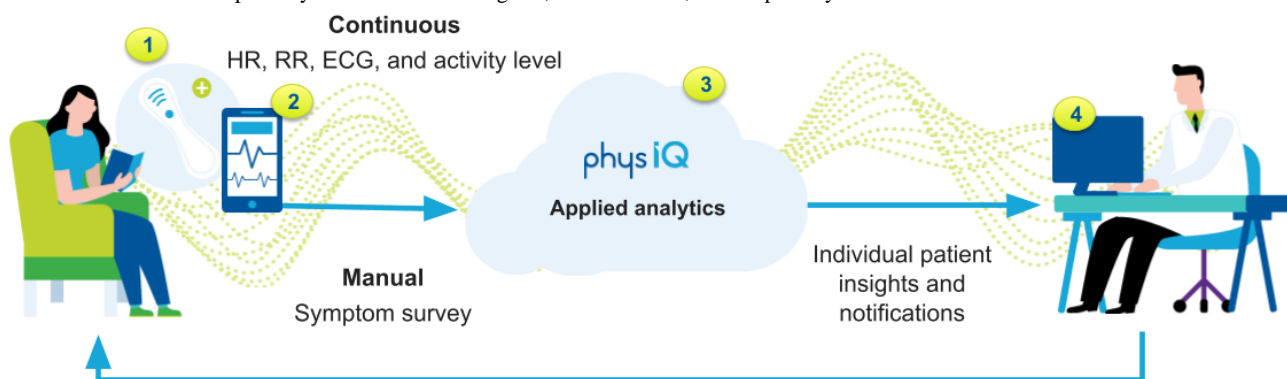 Continuous
1
HR, RR, ECG, and activity level
2
3
4
physIQ
Applied analytics
Manual
Symptom survey
Individual patient
insights and
notifications